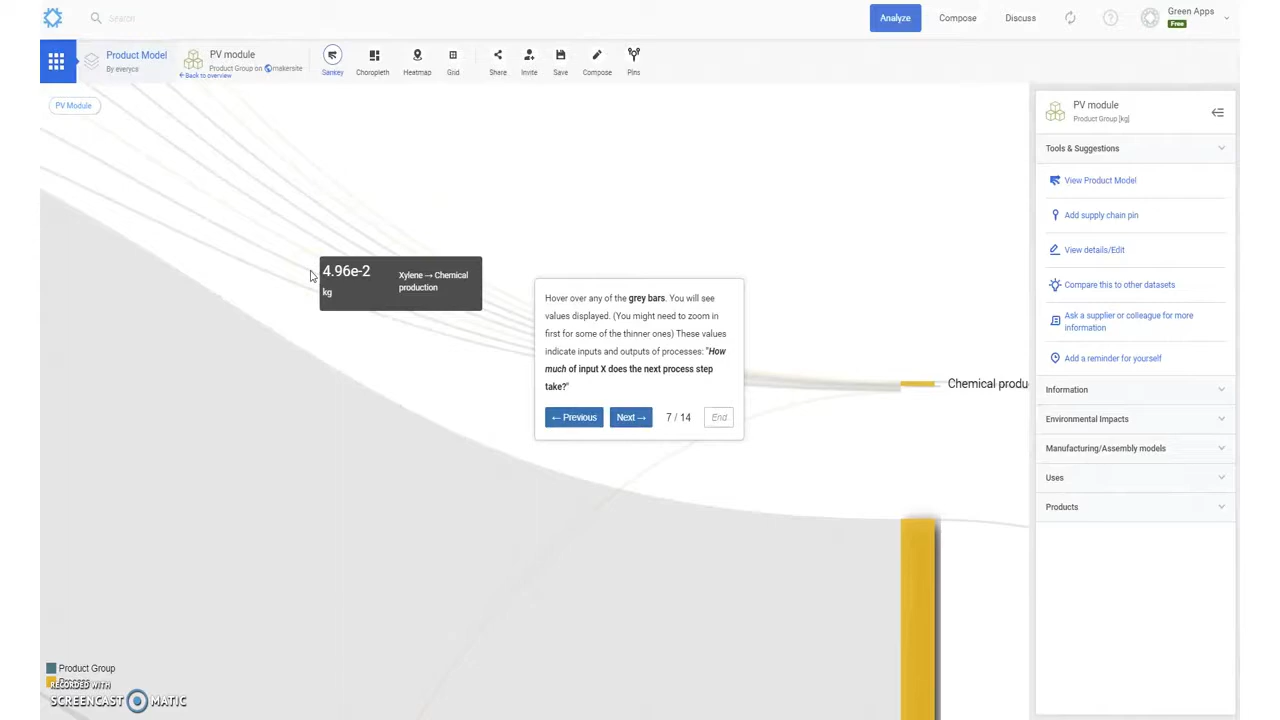 Search
Analyze
Compose
Discuss
Green Apps
Free
Product Model
By everycs
PV module
Product Group on makersite
Back to overview
Sankey
Choropleth
Heatmap
Grid
Share
Invite
Save
Compose
Pins
PV Module
4.96e-2
kg
Xylene → Chemical
production
Hover over any of the grey bars. You will see
values displayed. (You might need to zoom in
first for some of the thinner ones) These values
indicate inputs and outputs of processes: "How
much of input X does the next process step
take?"
← Previous
Next →
7 / 14
End
Chemical produ
PV module
Product Group [kg]
Tools & Suggestions
View Product Model
Add supply chain pin
View details/Edit
Compare this to other datasets
Ask a supplier or colleague for more
information
Add a reminder for yourself
Information
Environmental Impacts
Manufacturing/Assembly models
Uses
Products
Product Group
RECORDED WITH
SCREENCAST MATIC